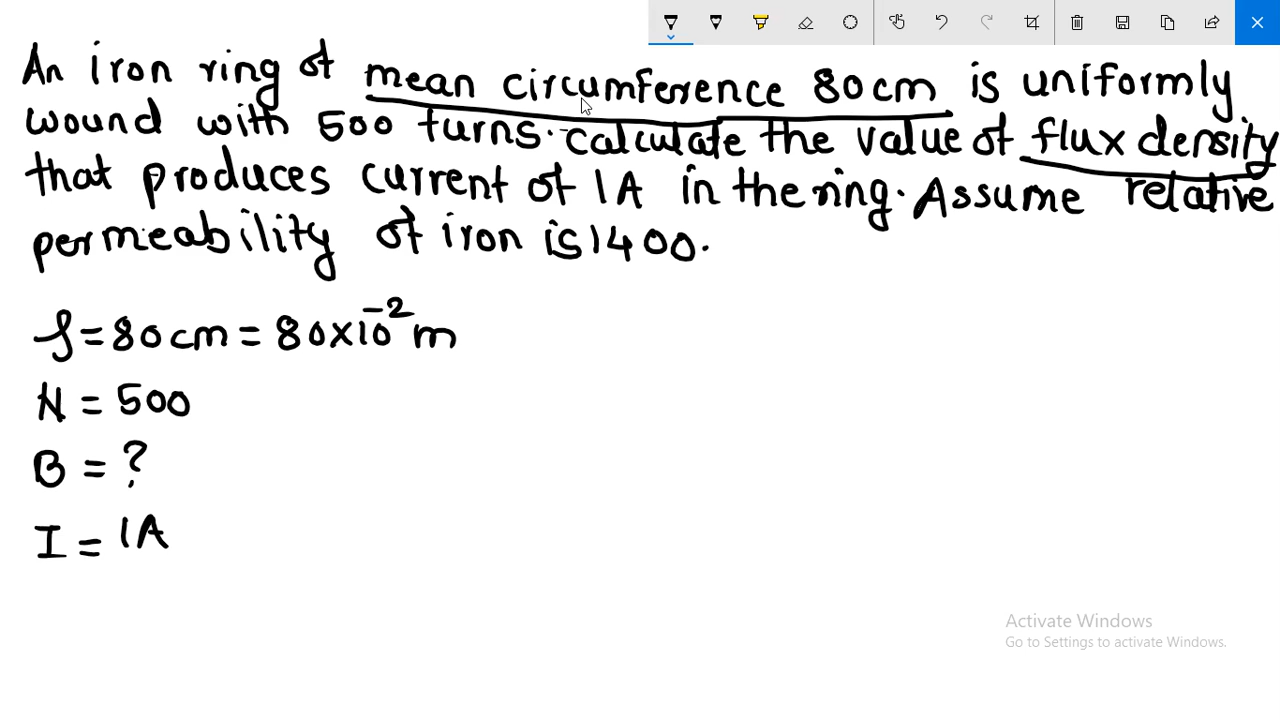 An iron ring of mean circumference 80cm is uniformly
wound with 500 turns. calculate the value of flux density
that produces current of 1A in the ring. Assume relative
permeability of iron is 1400.
l = 80cm = 80x10⁻² m
N = 500
B = ?
I = 1A
Activate Windows
Go to Settings to activate Windows.